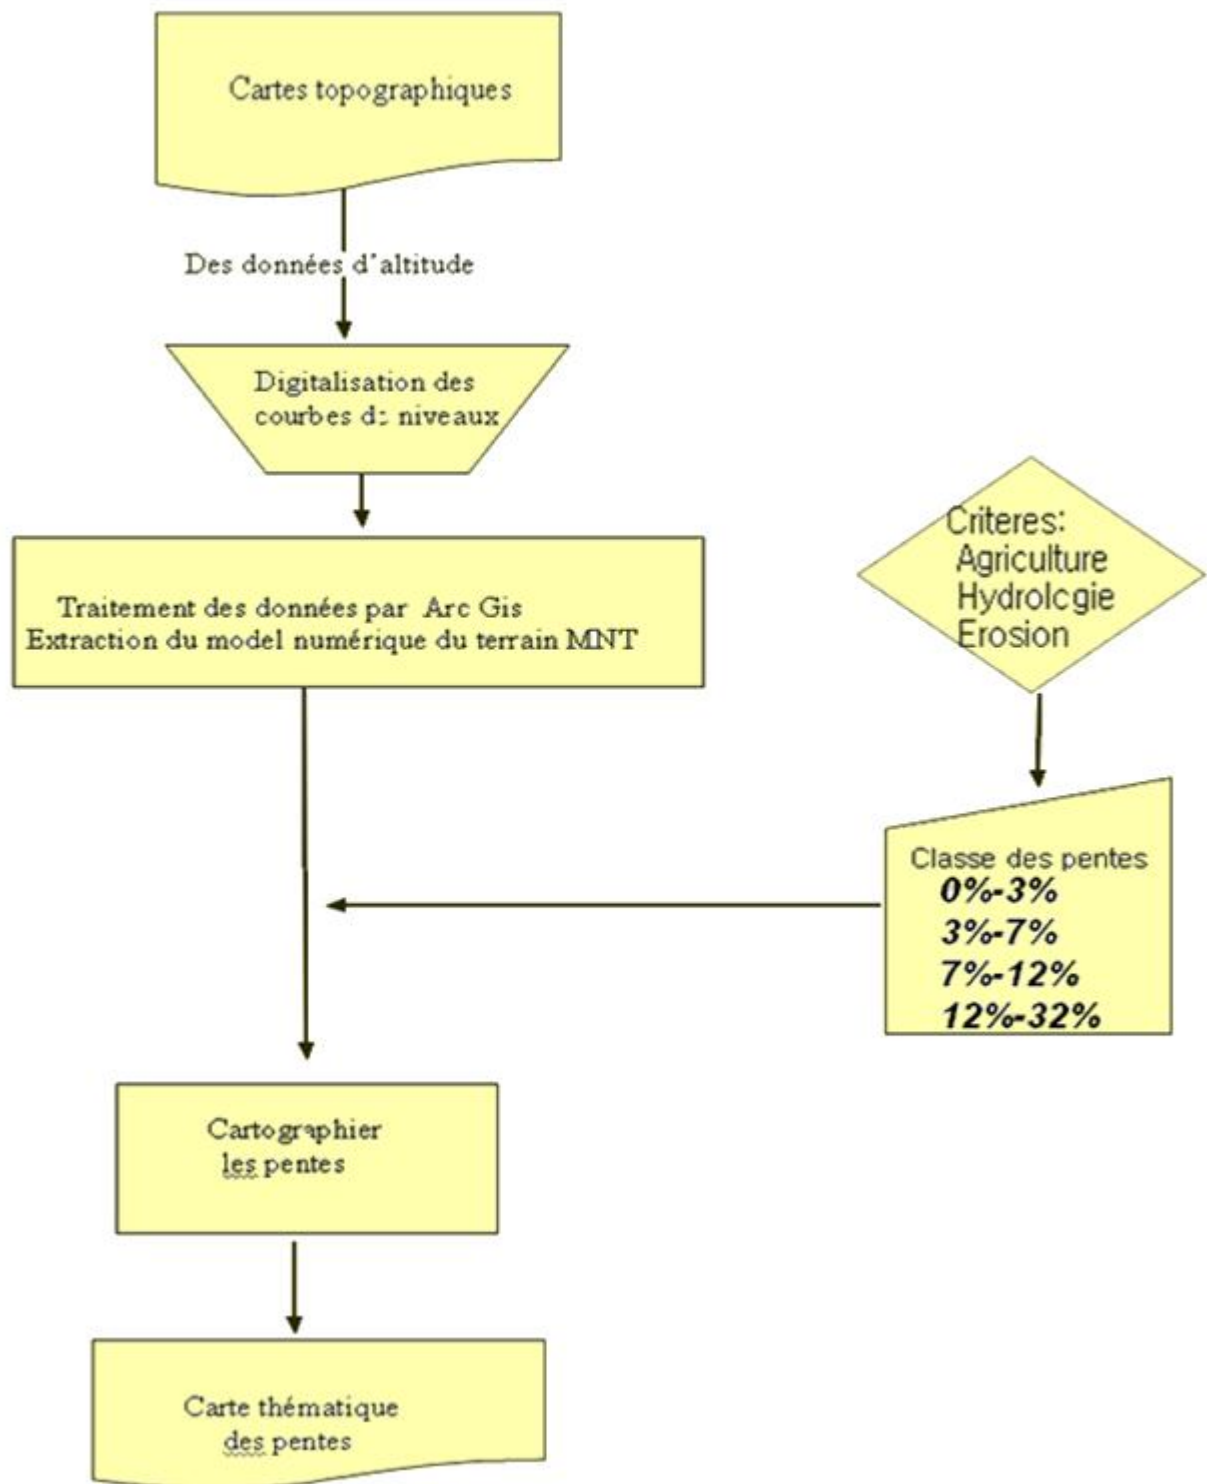 Cartes topographiques
Des données d'altitude
Digitalisation des
courbes de niveaux
Traitement des données par Arc Gis
Extraction du model numérique du terrain MNT
Criteres:
Agriculture
Hydrologie
Erosion
Classe des pentes
0%-3%
3%-7%
7%-12%
12%-32%
Cartographier
les pentes
Carte thématique
des pentes